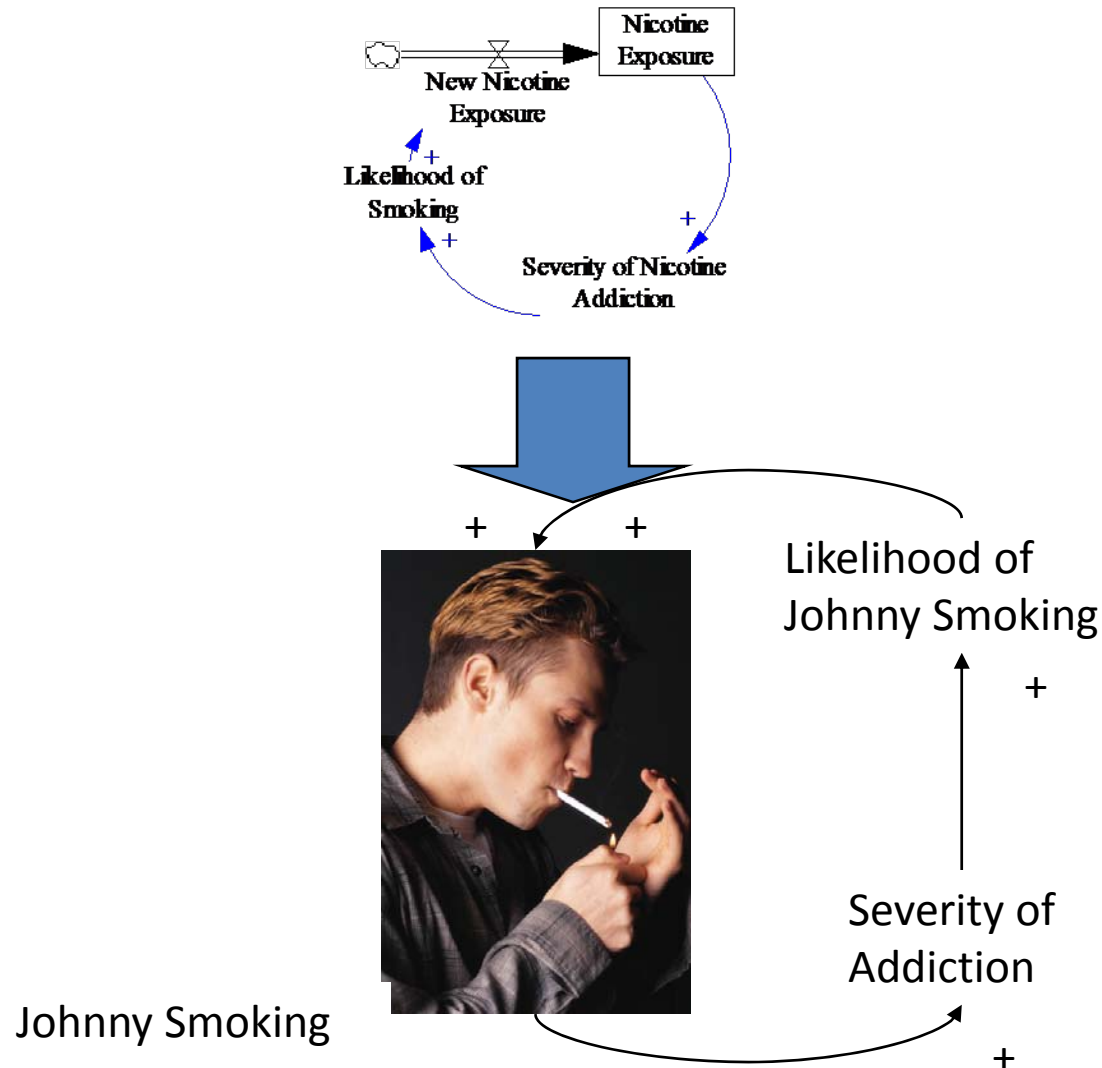 Nicotine
Exposure
New Nicotine
Exposure
+
Likelihood of
Smoking
+
+
Severity of Nicotine
Addiction
+ +
Likelihood of
Johnny Smoking
+
Severity of
Addiction
Johnny Smoking
+